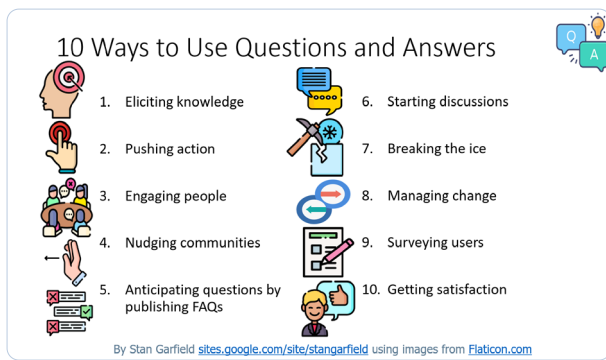 10 Ways to Use Questions and Answers
Q
A
1. Eliciting knowledge
2. Pushing action
3. Engaging people
4. Nudging communities
5. Anticipating questions by
publishing FAQs
6. Starting discussions
7. Breaking the ice
8. Managing change
9. Surveying users
10. Getting satisfaction
By Stan Garfield sites.google.com/site/stangarfield using images from Flaticon.com